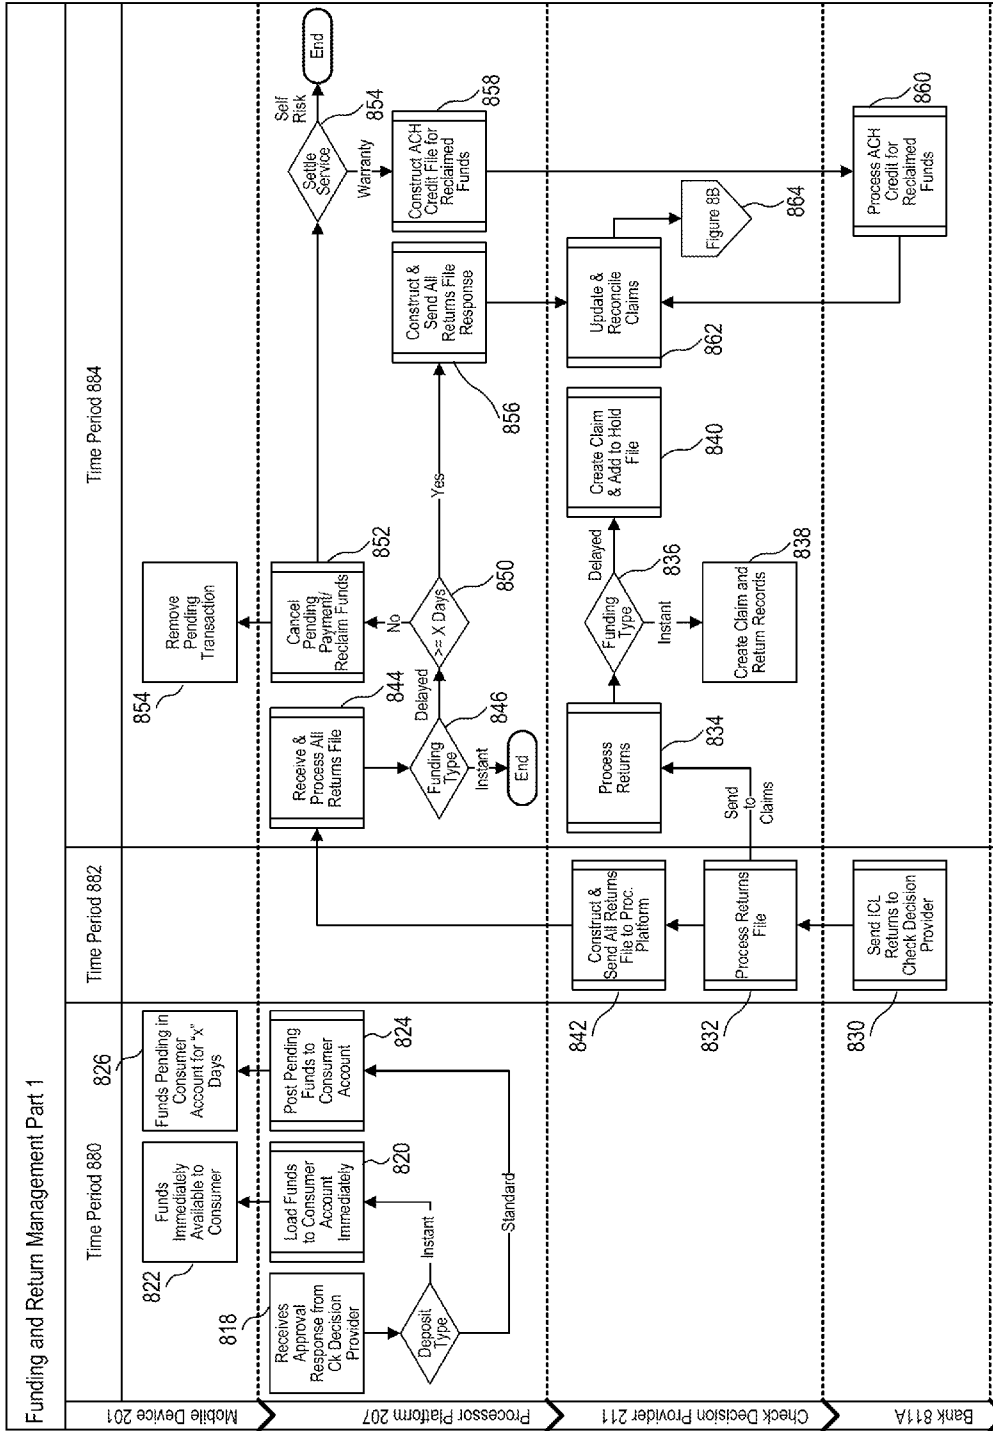 Funding and Return Management Part 1
Time Period 880
Time Period 882
Time Period 884
Mobile Device 201
822
Funds
Immediately
Available to
Consumer
826
Funds Pending in
Consumer
Account for "x"
Days
854
Remove
Pending
Transaction
Processor Platform 207
818
Receives
Approval
Response from
Ck Decision
Provider
Deposit
Type
Instant
Standard
Load Funds
to Consumer
Account
Immediately
820
Post Pending
Funds to
Consumer
Account
824
Receive &
Process All
Returns File
844
Funding
Type
846
Instant
End
Delayed
>= X Days
850
No
Yes
Cancel
Pending
Payment/
Reclaim Funds
852
Construct &
Send All
Returns File
Response
856
Settle
Service
854
Self
Risk
End
Warranty
Construct ACH
Credit File for
Reclaimed
Funds
858
Check Decision Provider 211
Construct &
Send All Returns
File to Proc.
Platform
842
Process Returns
File
832
Send
to
Claims
Process
Returns
834
Funding
Type
836
Delayed
Instant
Create Claim
& Add to Hold
File
840
Create Claim and
Return Records
838
Update &
Reconcile
Claims
862
Figure 8B
864
Bank 811A
Send ICL
Returns to
Check Decision
Provider
830
Process ACH
Credit for
Reclaimed
Funds
860